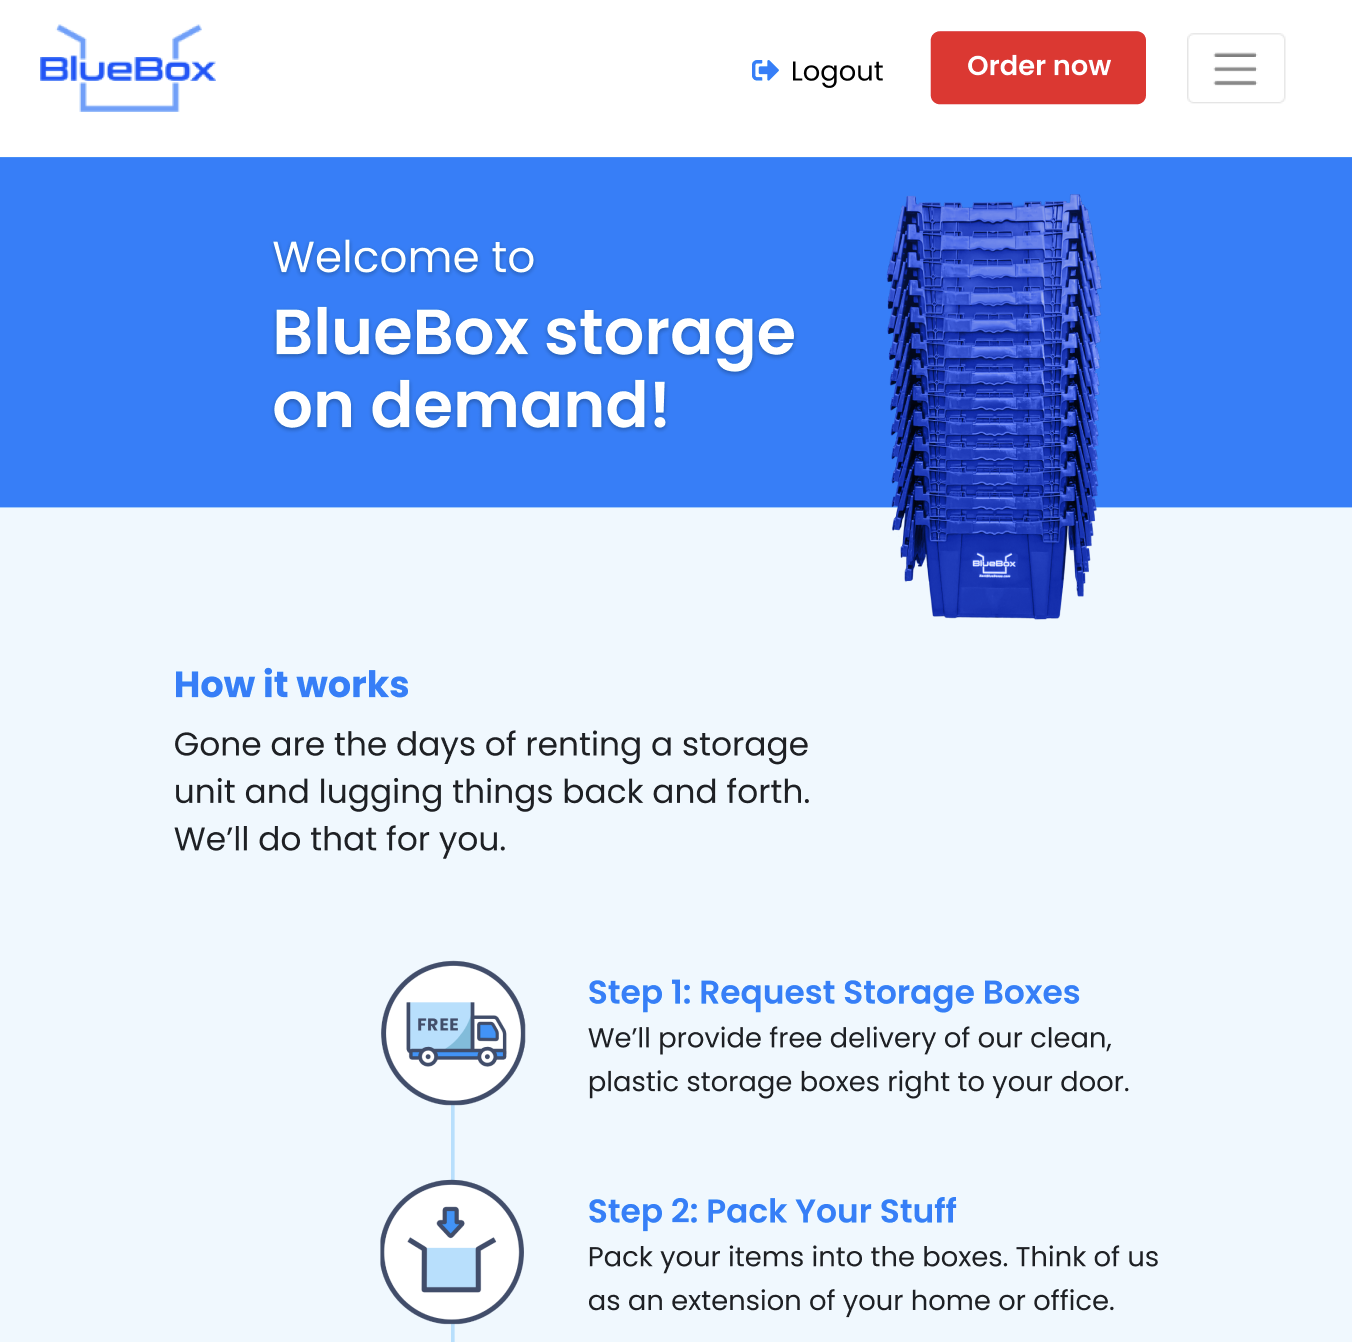 BlueBox
Logout
Order now
Welcome to
BlueBox storage
on demand!
BlueBox
How it works
Gone are the days of renting a storage
unit and lugging things back and forth.
We’ll do that for you.
FREE
Step 1: Request Storage Boxes
We’ll provide free delivery of our clean,
plastic storage boxes right to your door.
Step 2: Pack Your Stuff
Pack your items into the boxes. Think of us
as an extension of your home or office.